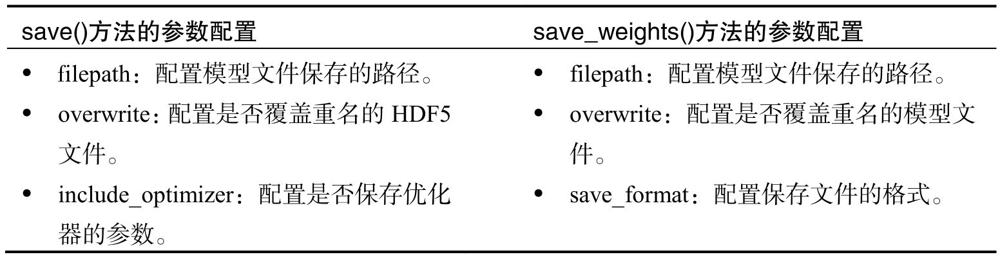 save()方法的参数配置
save_weights()方法的参数配置
• filepath：配置模型文件保存的路径。
• overwrite：配置是否覆盖重名的 HDF5
文文件。
• include_optimizer：配置是否保存优化
器的参数。
• filepath：配置模型文件保存的路径。
• overwrite：配置是否覆盖重名的模型文
件。
• save_format：配置保存文件的格式。